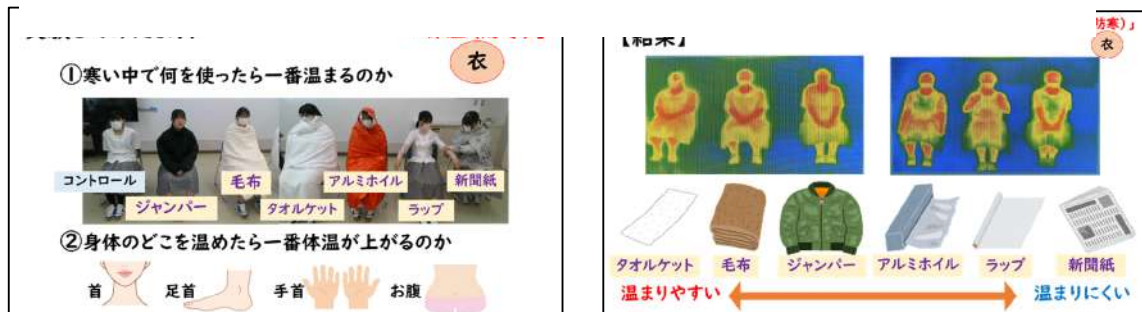 衣
①寒い中で何を使ったら一番温まるのか
コントロール
ジャンパー
毛布
タオルケット
アルミホイル
ラップ
新聞紙
②身体のどこを温めたら一番体温が上がるのか
首
足首
手首
お腹
防寒)」
【結果】
衣
タオルケット
毛布
ジャンパー
アルミホイル
ラップ
新聞紙
温まりやすい
温まりにくい